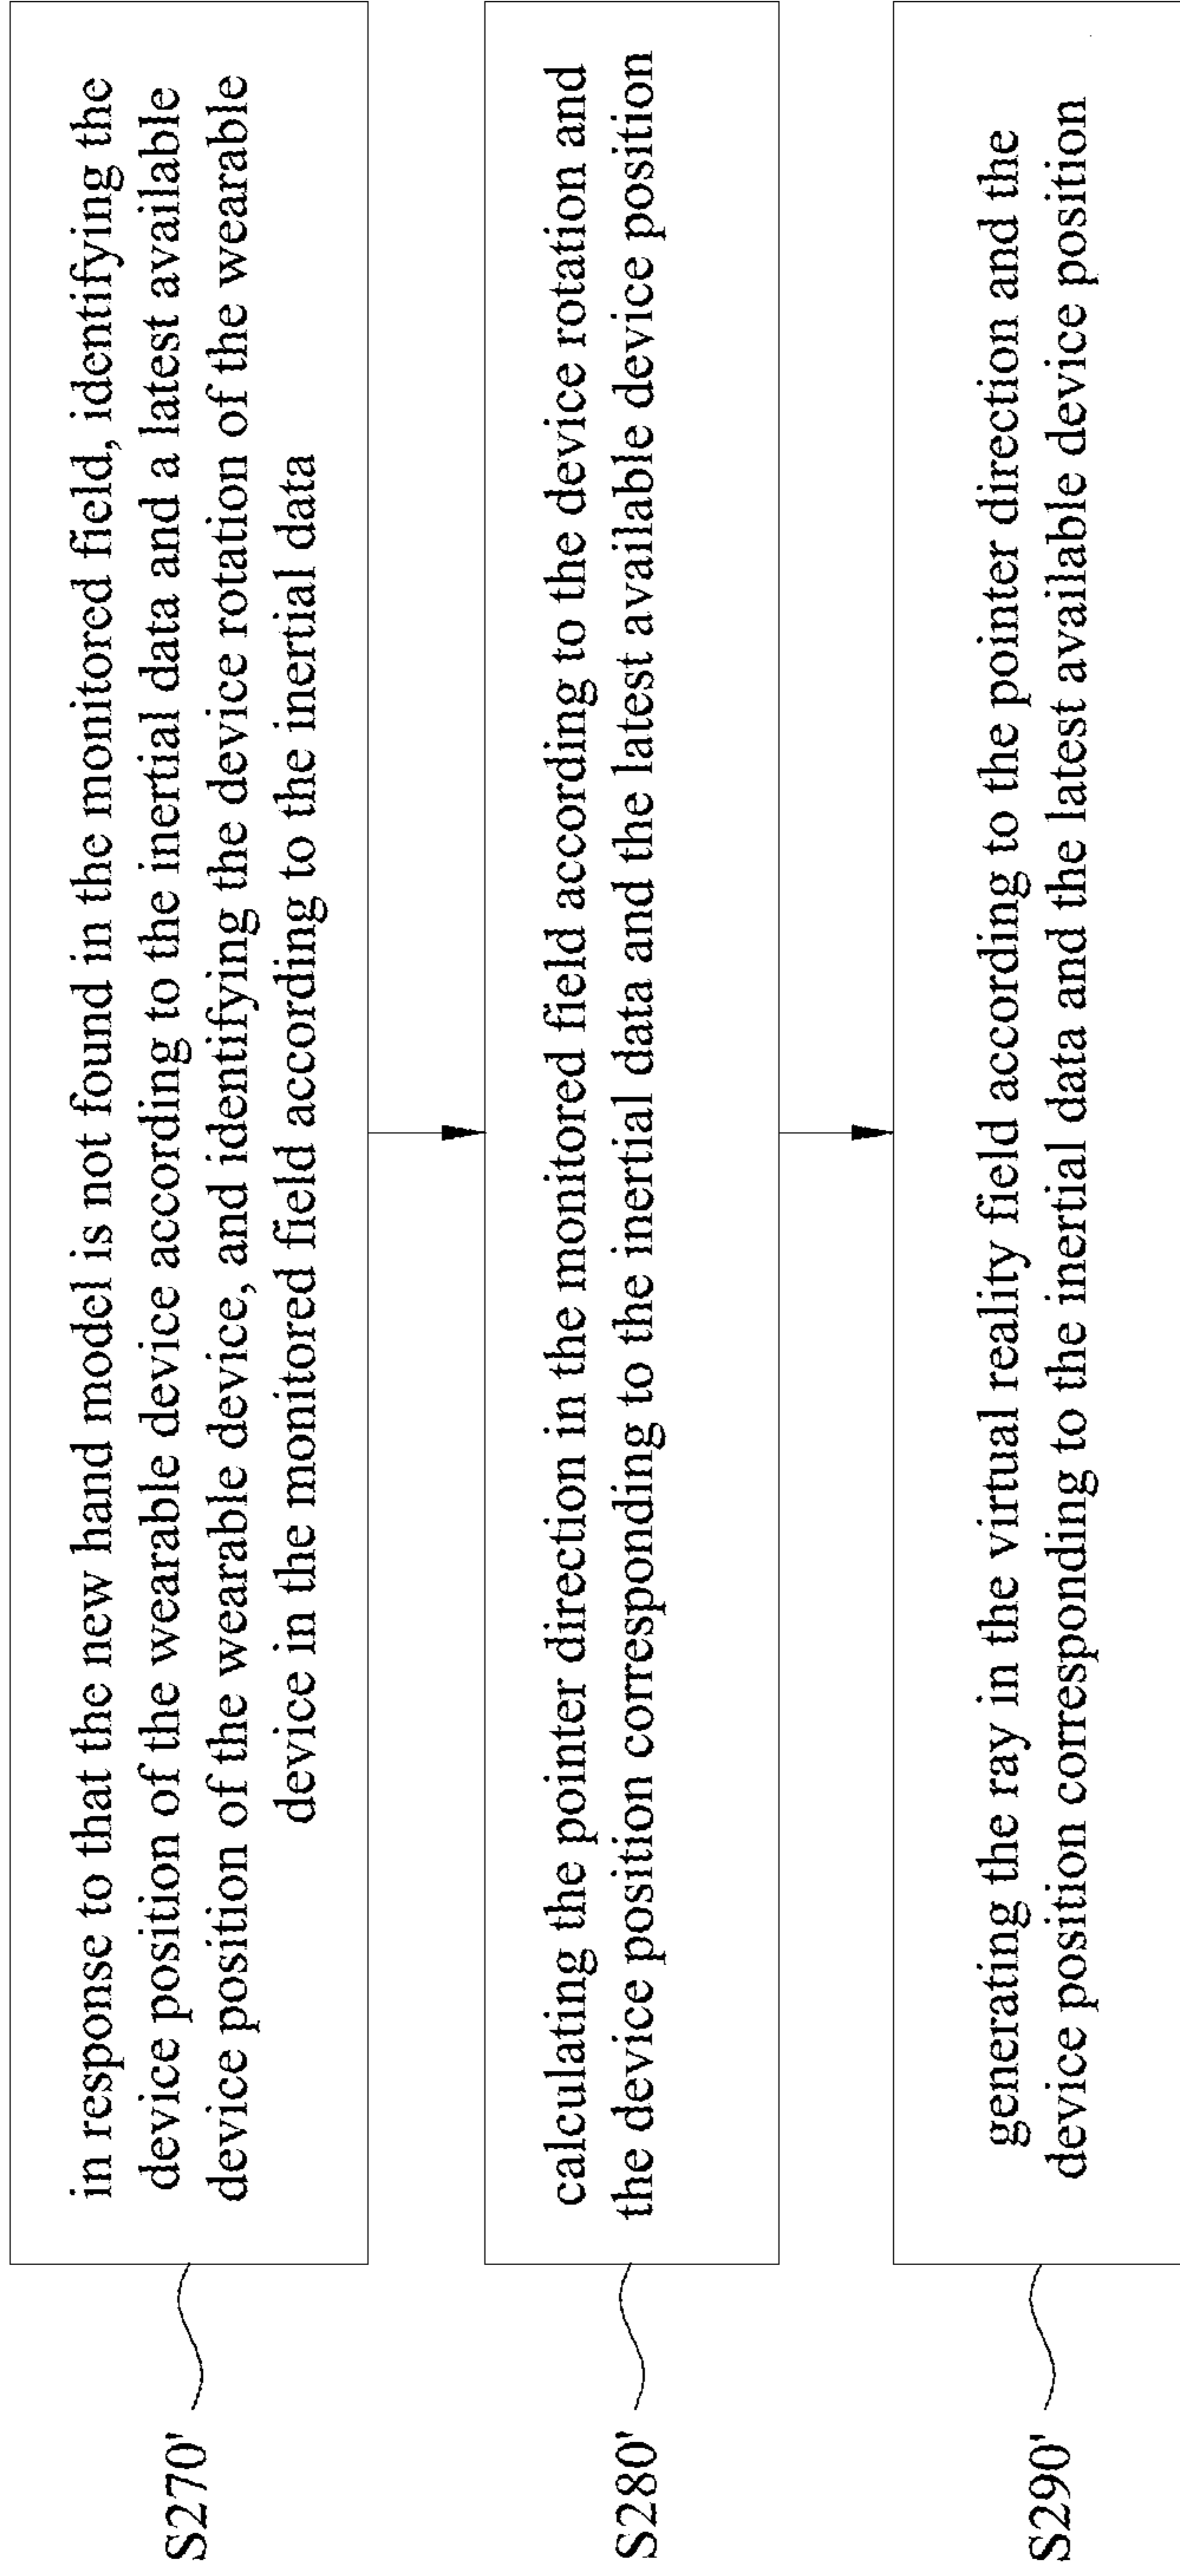 in response to that the new hand model is not found in the monitored field, identifying the
device position of the wearable device according to the inertial data and a latest available
device position of the wearable device, and identifying the device rotation of the wearable
device in the monitored field according to the inertial data
S270'
calculating the pointer direction in the monitored field according to the device rotation and
the device position corresponding to the inertial data and the latest available device position
S280'
generating the ray in the virtual reality field according to the pointer direction and the
device position corresponding to the inertial data and the latest available device position
S290'